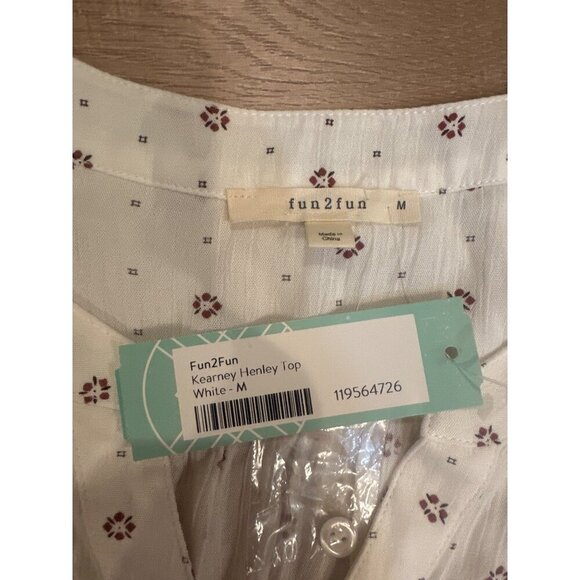 fun2fun M
Made in
China
Fun2Fun
Kearney Henley Top
White - M
119564726